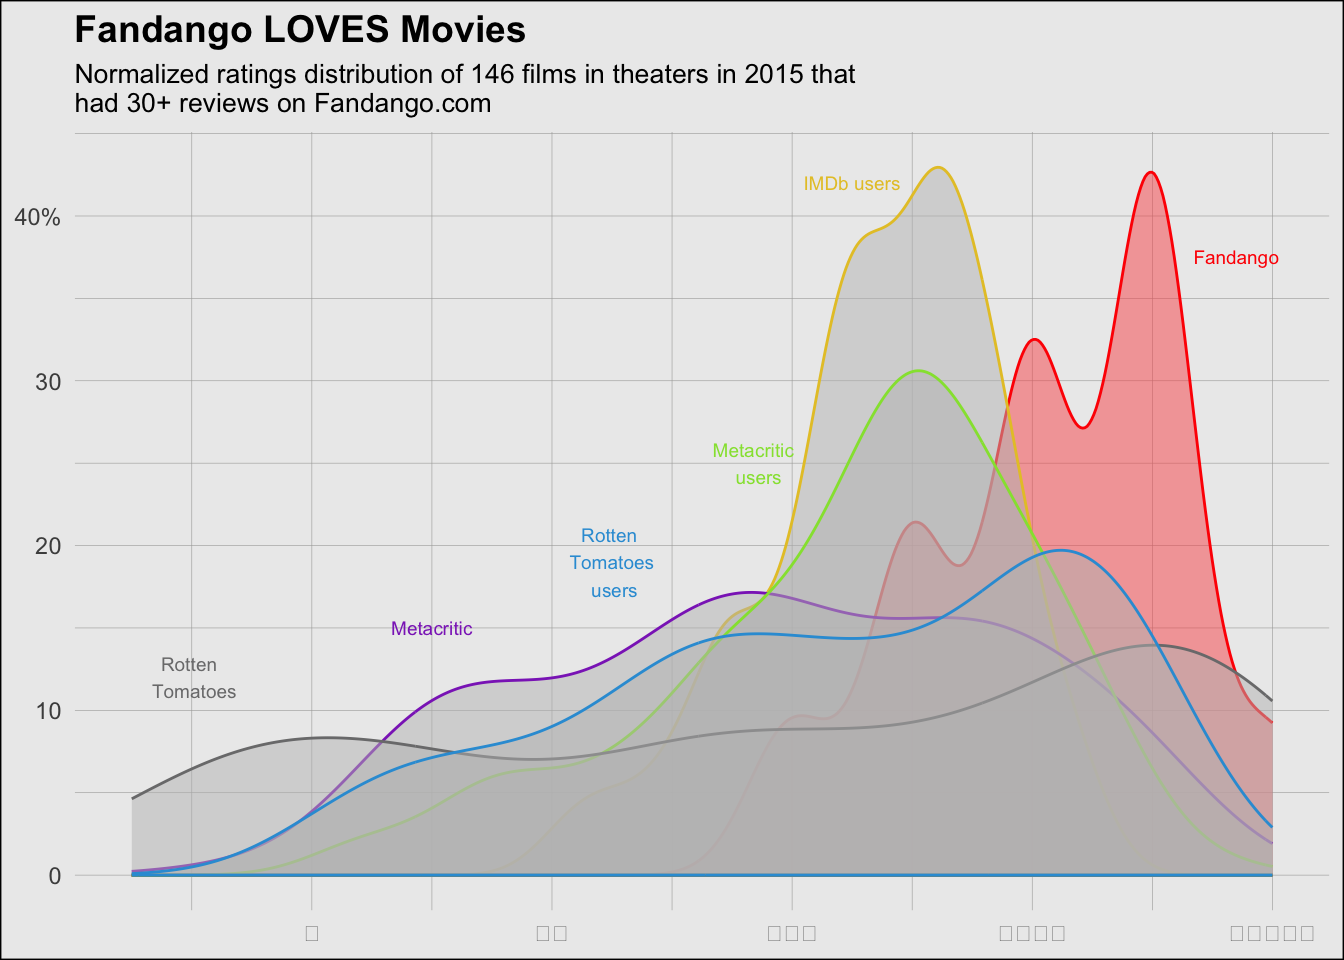 Fandango LOVES Movies
Normalized ratings distribution of 146 films in theaters in 2015 that
had 30+ reviews on Fandango.com
IMDb users
40%
Fandango
30
Metacritic
users
20
Rotten
Tomatoes
users
Metacritic
Rotten
Tomatoes
10
0